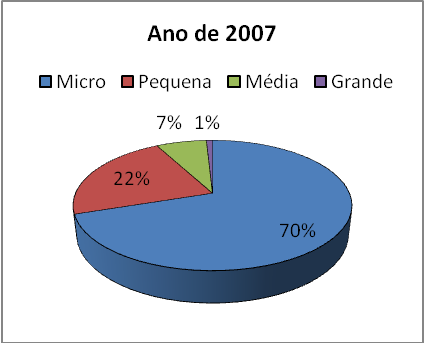 Ano de 2007
Micro Pequena Média Grande
7% 1%
22%
70%